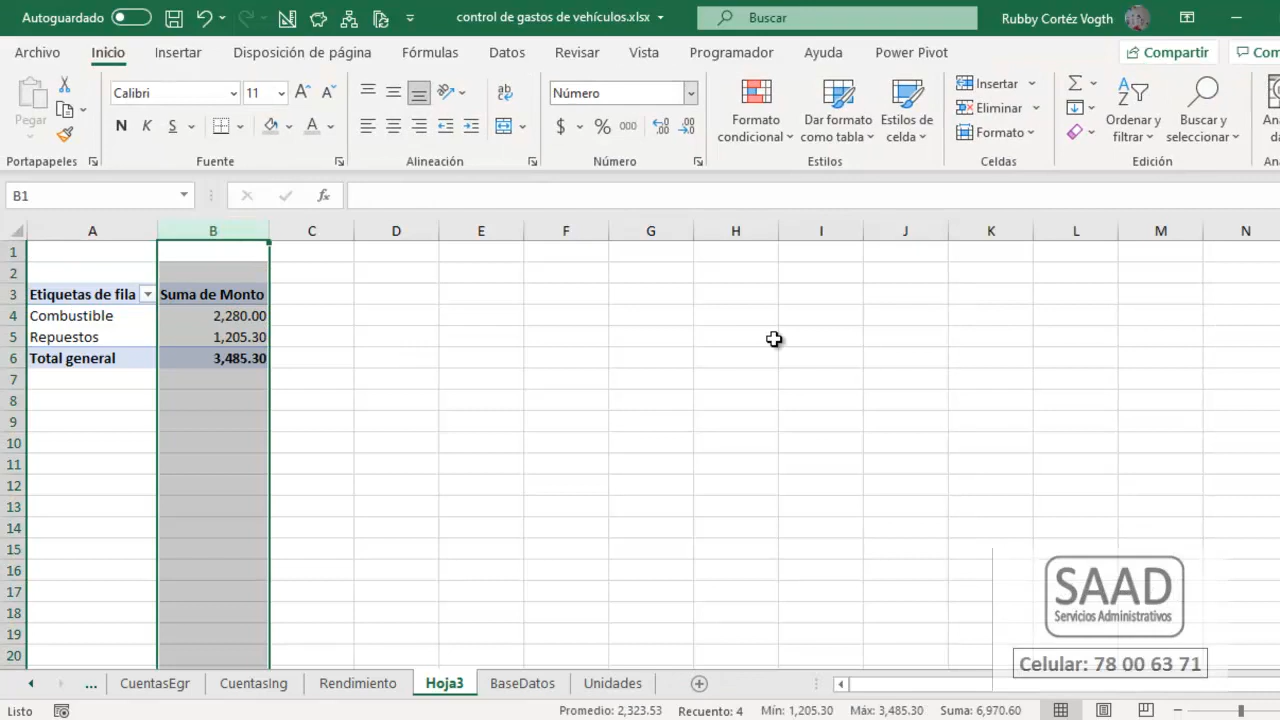 Autoguardado
control de gastos de vehículos.xlsx
Buscar
Rubby Cortéz Vogth
Archivo Inicio Insertar Disposición de página Fórmulas Datos Revisar Vista Programador Ayuda Power Pivot Compartir Com
Pegar
Calibri 11
N K S
Número
$ % 000
Formato condicional
Dar formato como tabla
Estilos de celda
Insertar
Eliminar
Formato
Ordenar y filtrar
Buscar y seleccionar
Portapapeles Fuente Alineación Número Estilos Celdas Edición
B1
fx
A B C D E F G H I J K L M N
1
2
3 Etiquetas de fila Suma de Monto
4 Combustible 2,280.00
5 Repuestos 1,205.30
6 Total general 3,485.30
7
8
9
10
11
12
13
14
15
16
17
18
19
20
SAAD
Servicios Administrativos
Celular: 78 00 63 71
... CuentasEgr CuentasIng Rendimiento Hoja3 BaseDatos Unidades
Listo Promedio: 2,323.53 Recuento: 4 Mín: 1,205.30 Máx: 3,485.30 Suma: 6,970.60